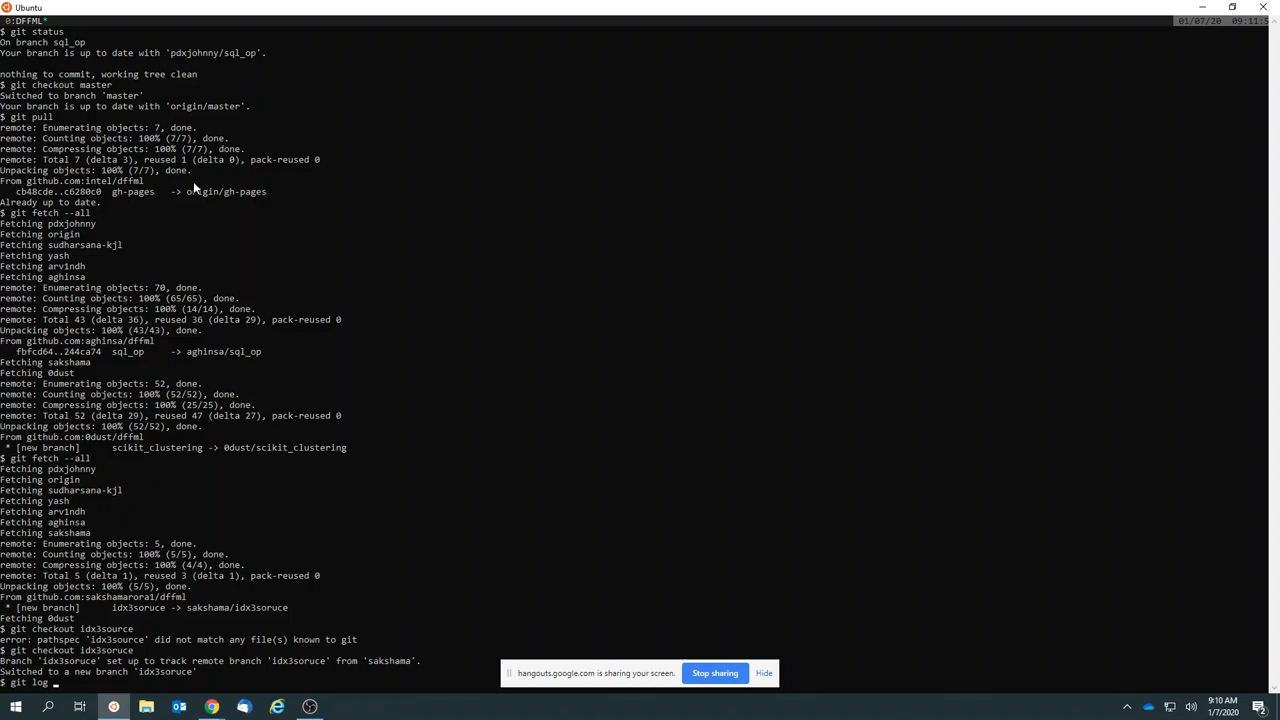 Ubuntu
0:DFFML*
01/07/20 09:11:5
$ git status
On branch sql_op
Your branch is up to date with 'pdxjohnny/sql_op'.
nothing to commit, working tree clean
$ git checkout master
Switched to branch 'master'
Your branch is up to date with 'origin/master'.
$ git pull
remote: Enumerating objects: 7, done.
remote: Counting objects: 100% (7/7), done.
remote: Compressing objects: 100% (7/7), done.
remote: Total 7 (delta 3), reused 1 (delta 0), pack-reused 0
Unpacking objects: 100% (7/7), done.
From github.com:intel/dffml
cb48cde..c6280c0 gh-pages -> origin/gh-pages
Already up to date.
$ git fetch --all
Fetching pdxjohnny
Fetching origin
Fetching sudharsana-kjl
Fetching yash
Fetching arv1ndh
Fetching aghinsa
remote: Enumerating objects: 70, done.
remote: Counting objects: 100% (65/65), done.
remote: Compressing objects: 100% (14/14), done.
remote: Total 43 (delta 36), reused 36 (delta 29), pack-reused 0
Unpacking objects: 100% (43/43), done.
From github.com:aghinsa/dffml
fbfcd64..244ca74 sql_op -> aghinsa/sql_op
Fetching sakshama
Fetching 0dust
remote: Enumerating objects: 52, done.
remote: Counting objects: 100% (52/52), done.
remote: Compressing objects: 100% (25/25), done.
remote: Total 52 (delta 29), reused 47 (delta 27), pack-reused 0
Unpacking objects: 100% (52/52), done.
From github.com:0dust/dffml
* [new branch] scikit_clustering -> 0dust/scikit_clustering
$ git fetch --all
Fetching pdxjohnny
Fetching origin
Fetching sudharsana-kjl
Fetching yash
Fetching arv1ndh
Fetching aghinsa
Fetching sakshama
remote: Enumerating objects: 5, done.
remote: Counting objects: 100% (5/5), done.
remote: Compressing objects: 100% (4/4), done.
remote: Total 5 (delta 1), reused 3 (delta 1), pack-reused 0
Unpacking objects: 100% (5/5), done.
From github.com:sakshamarora1/dffml
* [new branch] idx3soruce -> sakshama/idx3soruce
Fetching 0dust
$ git checkout idx3source
error: pathspec 'idx3source' did not match any file(s) known to git
$ git checkout idx3soruce
Branch 'idx3soruce' set up to track remote branch 'idx3soruce' from 'sakshama'.
Switched to a new branch 'idx3soruce'
$ git log
hangouts.google.com is sharing your screen.
Stop sharing
Hide
9:10 AM
1/7/2020
2